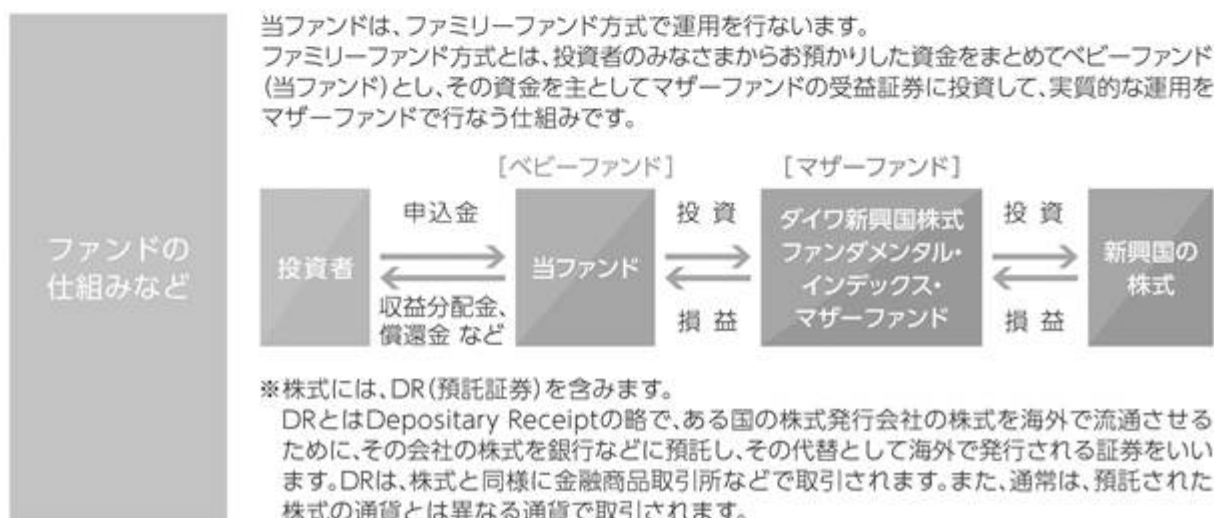 当ファンドは、ファミリーファンド方式で運用を行ないます。
ファミリーファンド方式とは、投資者のみなさまからお預かりした資金をまとめてベビーファンド
(当ファンド)とし、その資金を主としてマザーファンドの受益証券に投資して、実質的な運用を
マザーファンドで行なう仕組みです。
ファンドの
仕組みなど
[ベビーファンド]
[マザーファンド]
投資者
申込金
収益分配金、
償還金 など
当ファンド
投 資
損 益
ダイワ新興国株式
ファンダメンタル・
インデックス・
マザーファンド
投 資
損 益
新興国の
株式
※株式には、DR(預託証券)を含みます。
DRとはDepositary Receiptの略で、ある国の株式発行会社の株式を海外で流通させる
ために、その会社の株式を銀行などに預託し、その代替として海外で発行される証券をいい
ます。DRは、株式と同様に金融商品取引所などで取引されます。また、通常は、預託された
株式の通貨とは異なる通貨で取引されます。